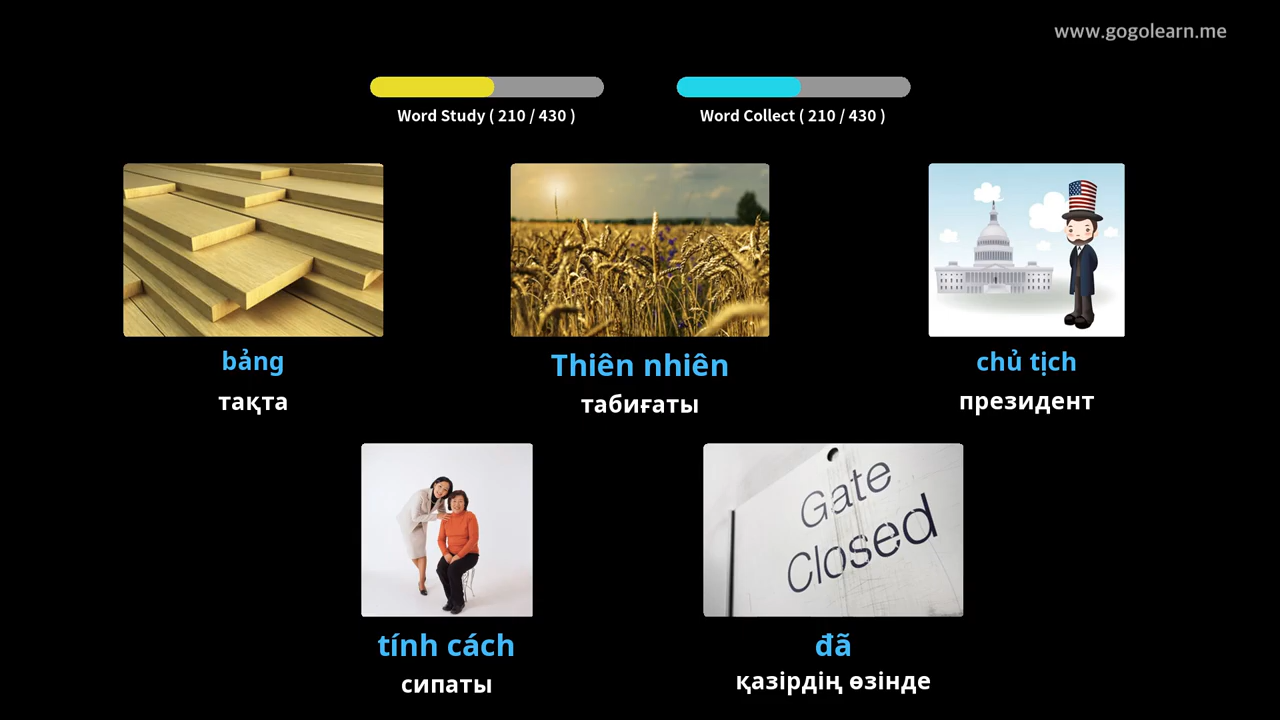 www.gogolearn.me
Word Study ( 210 / 430 )
Word Collect ( 210 / 430 )
bảng
тақта
Thiên nhiên
табиғаты
chủ tịch
президент
Gate
Closed
tính cách
сипаты
đã
қазірдің өзінде